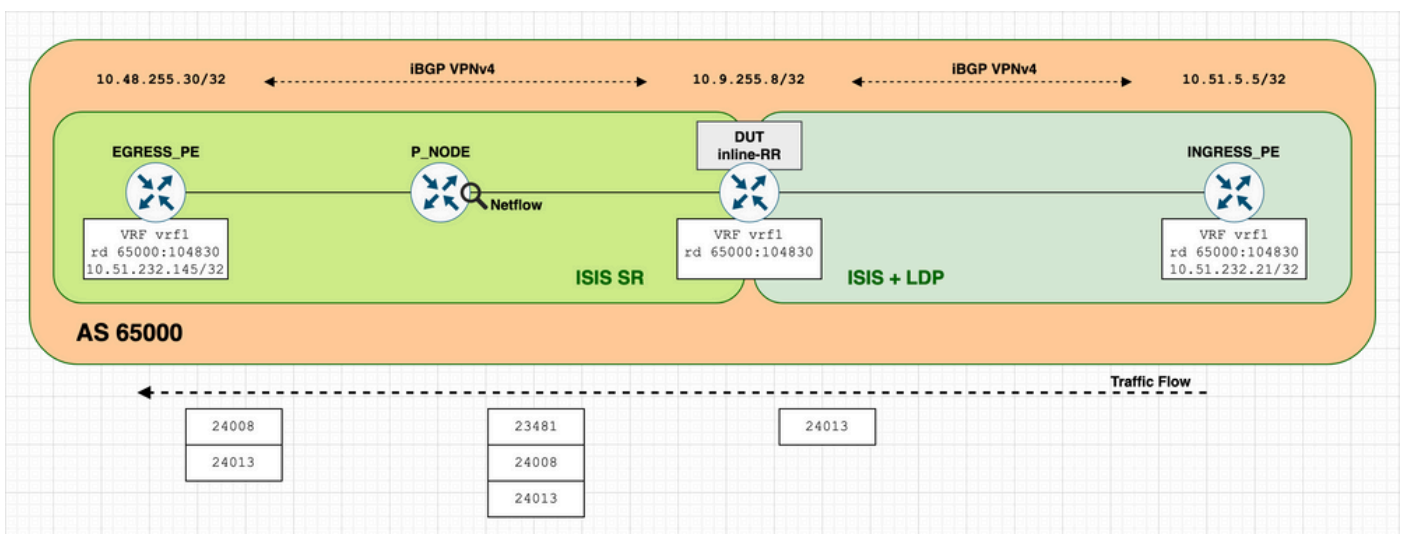 iBGP VPNv4
iBGP VPNv4
10.48.255.30/32
10.9.255.8/32
10.51.5.5/32
DUT
inline-RR
EGRESS_PE
P_NODE
INGRESS_PE
Netflow
VRF vrf1
rd 65000:104830
10.51.232.145/32
VRF vrf1
rd 65000:104830
VRF vrf1
rd 65000:104830
10.51.232.21/32
ISIS SR
ISIS + LDP
AS 65000
Traffic Flow
24008
24013
23481
24008
24013
24013